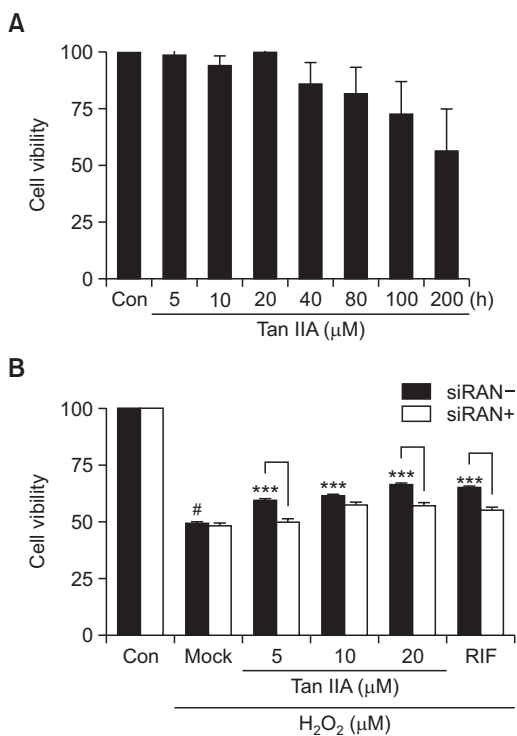 A
100
75
50
25
0
Cell vibility
Con 5 10 20 40 80 100 200 (h)
Tan IIA (μM)
B
siRAN−
siRAN+
100
75
50
25
0
Cell vibility
# *** *** *** ***
Con Mock 5 10 20 RIF
Tan IIA (μM)
H₂O₂ (μM)